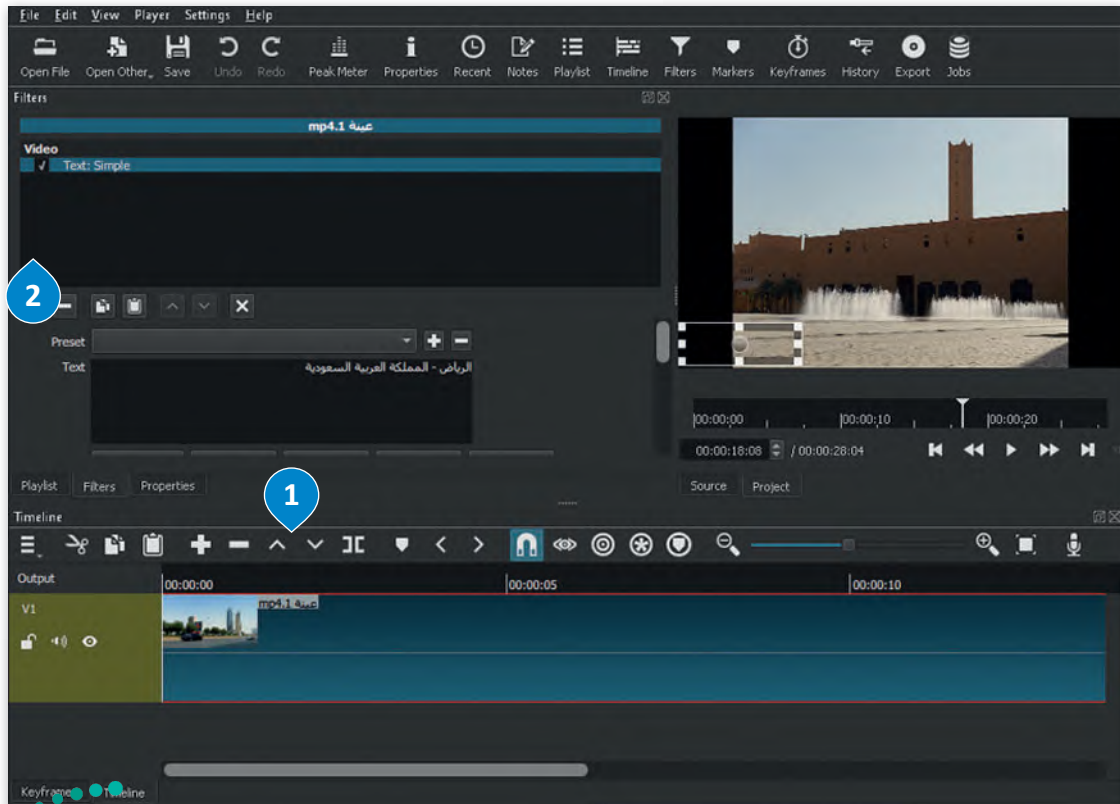 File Edit View Player Settings Help
Open File Open Other Save Undo Redo Peak Meter Properties Recent Notes Playlist Timeline Filters Markers Keyframes History Export Jobs
Filters
عينة 1.mp4
Video
Text: Simple
2
Preset
Text
الرياض - المملكة العربية السعودية
00:00:00 00:00:10 00:00:20
00:00:18:08 / 00:00:28:04
Playlist Filters Properties
Source Project
1
Timeline
Output
00:00:00 00:00:05 00:00:10
V1
عينة 1.mp4
Timeline